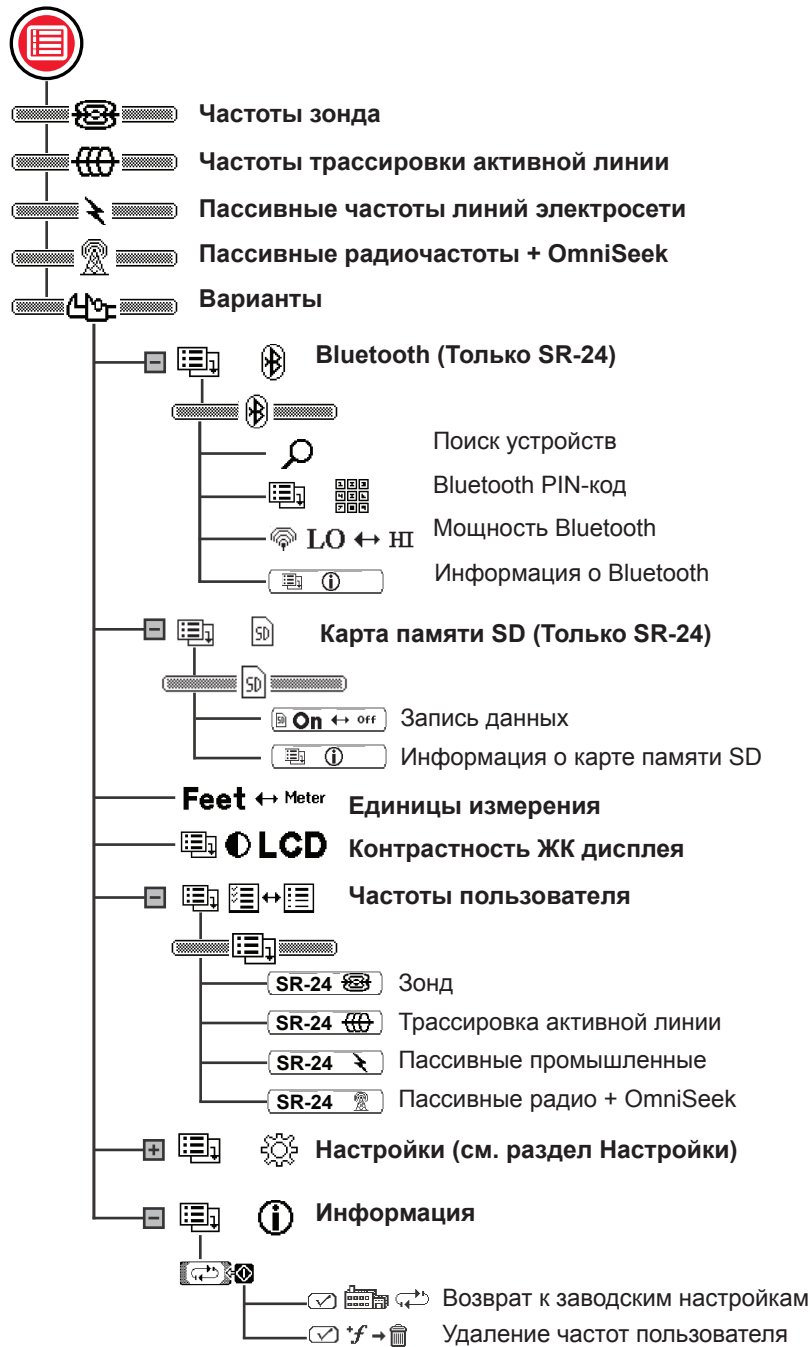 Частоты зонда
Частоты трассировки активной линии
Пассивные частоты линий электросети
Пассивные радиочастоты + OmniSeek
Варианты
Bluetooth (Только SR-24)
Поиск устройств
Bluetooth PIN-код
LO ↔ HI Мощность Bluetooth
Информация о Bluetooth
SD Карта памяти SD (Только SR-24)
SD
On ↔ Off Запись данных
Информация о карте памяти SD
Feet ↔ Meter Единицы измерения
LCD Контрастность ЖК дисплея
Частоты пользователя
SR-24 Зонд
SR-24 Трассировка активной линии
SR-24 Пассивные промышленные
SR-24 Пассивные радио + OmniSeek
Настройки (см. раздел Настройки)
Информация
Возврат к заводским настройкам
+f → Удаление частот пользователя